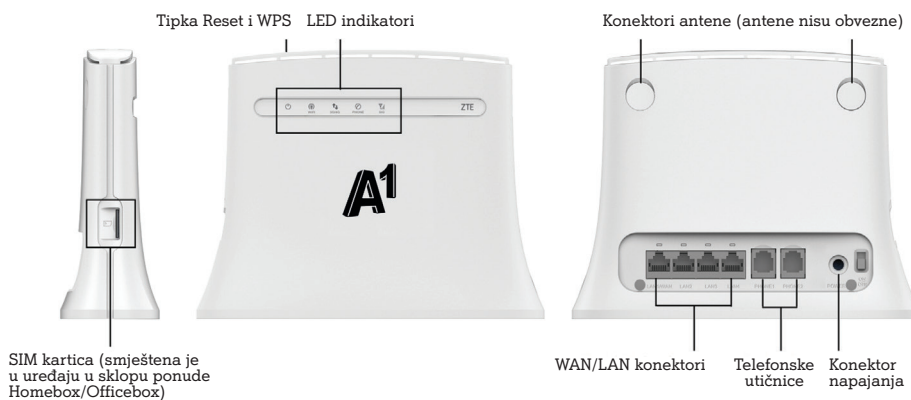 Tipka Reset i WPS
LED indikatori
Konektori antene (antene nisu obvezne)
ZTE
A1
SIM kartica (smještena je
u uređaju u sklopu ponude
Homebox/Officebox)
WAN/LAN konektori
Telefonske
utičnice
Konektor
napajanja